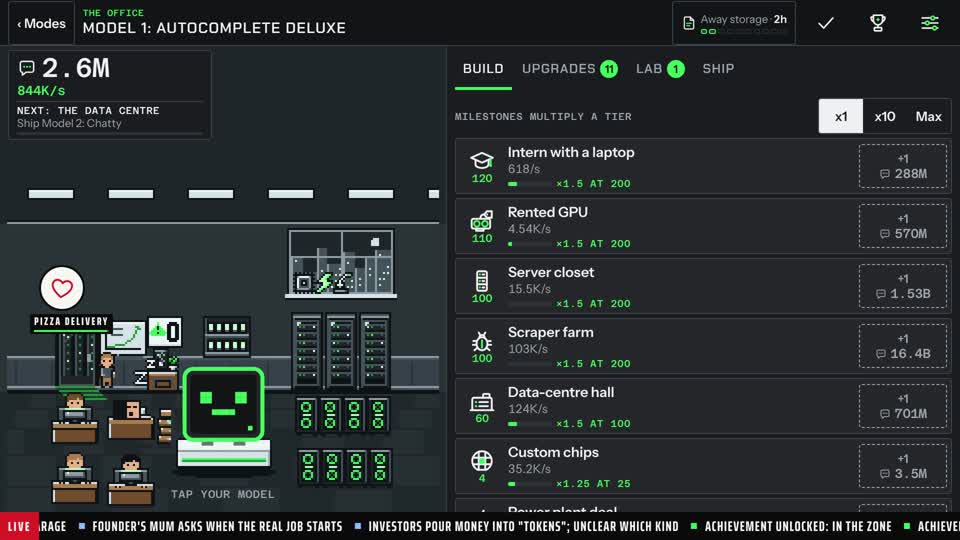 ‹ Modes
THE OFFICE
MODEL 1: AUTOCOMPLETE DELUXE
Away storage · 2h
2.6M
844K/s
NEXT: THE DATA CENTRE
Ship Model 2: Chatty
BUILD
UPGRADES 11
LAB 1
SHIP
MILESTONES MULTIPLY A TIER
x1
x10
Max
Intern with a laptop
618/s
120
×1.5 AT 200
+1
288M
Rented GPU
4.54K/s
110
×1.5 AT 200
+1
570M
Server closet
15.5K/s
100
×1.5 AT 200
+1
1.53B
Scraper farm
103K/s
100
×1.5 AT 200
+1
16.4B
Data-centre hall
124K/s
60
×1.5 AT 100
+1
701M
Custom chips
35.2K/s
4
×1.25 AT 25
+1
3.5M
Power plant deal
PIZZA DELIVERY
0
Z
Z
TAP YOUR MODEL
LIVE
ARAGE ■ FOUNDER'S MUM ASKS WHEN THE REAL JOB STARTS ■ INVESTORS POUR MONEY INTO "TOKENS"; UNCLEAR WHICH KIND ■ ACHIEVEMENT UNLOCKED: IN THE ZONE ■ ACHIEVE